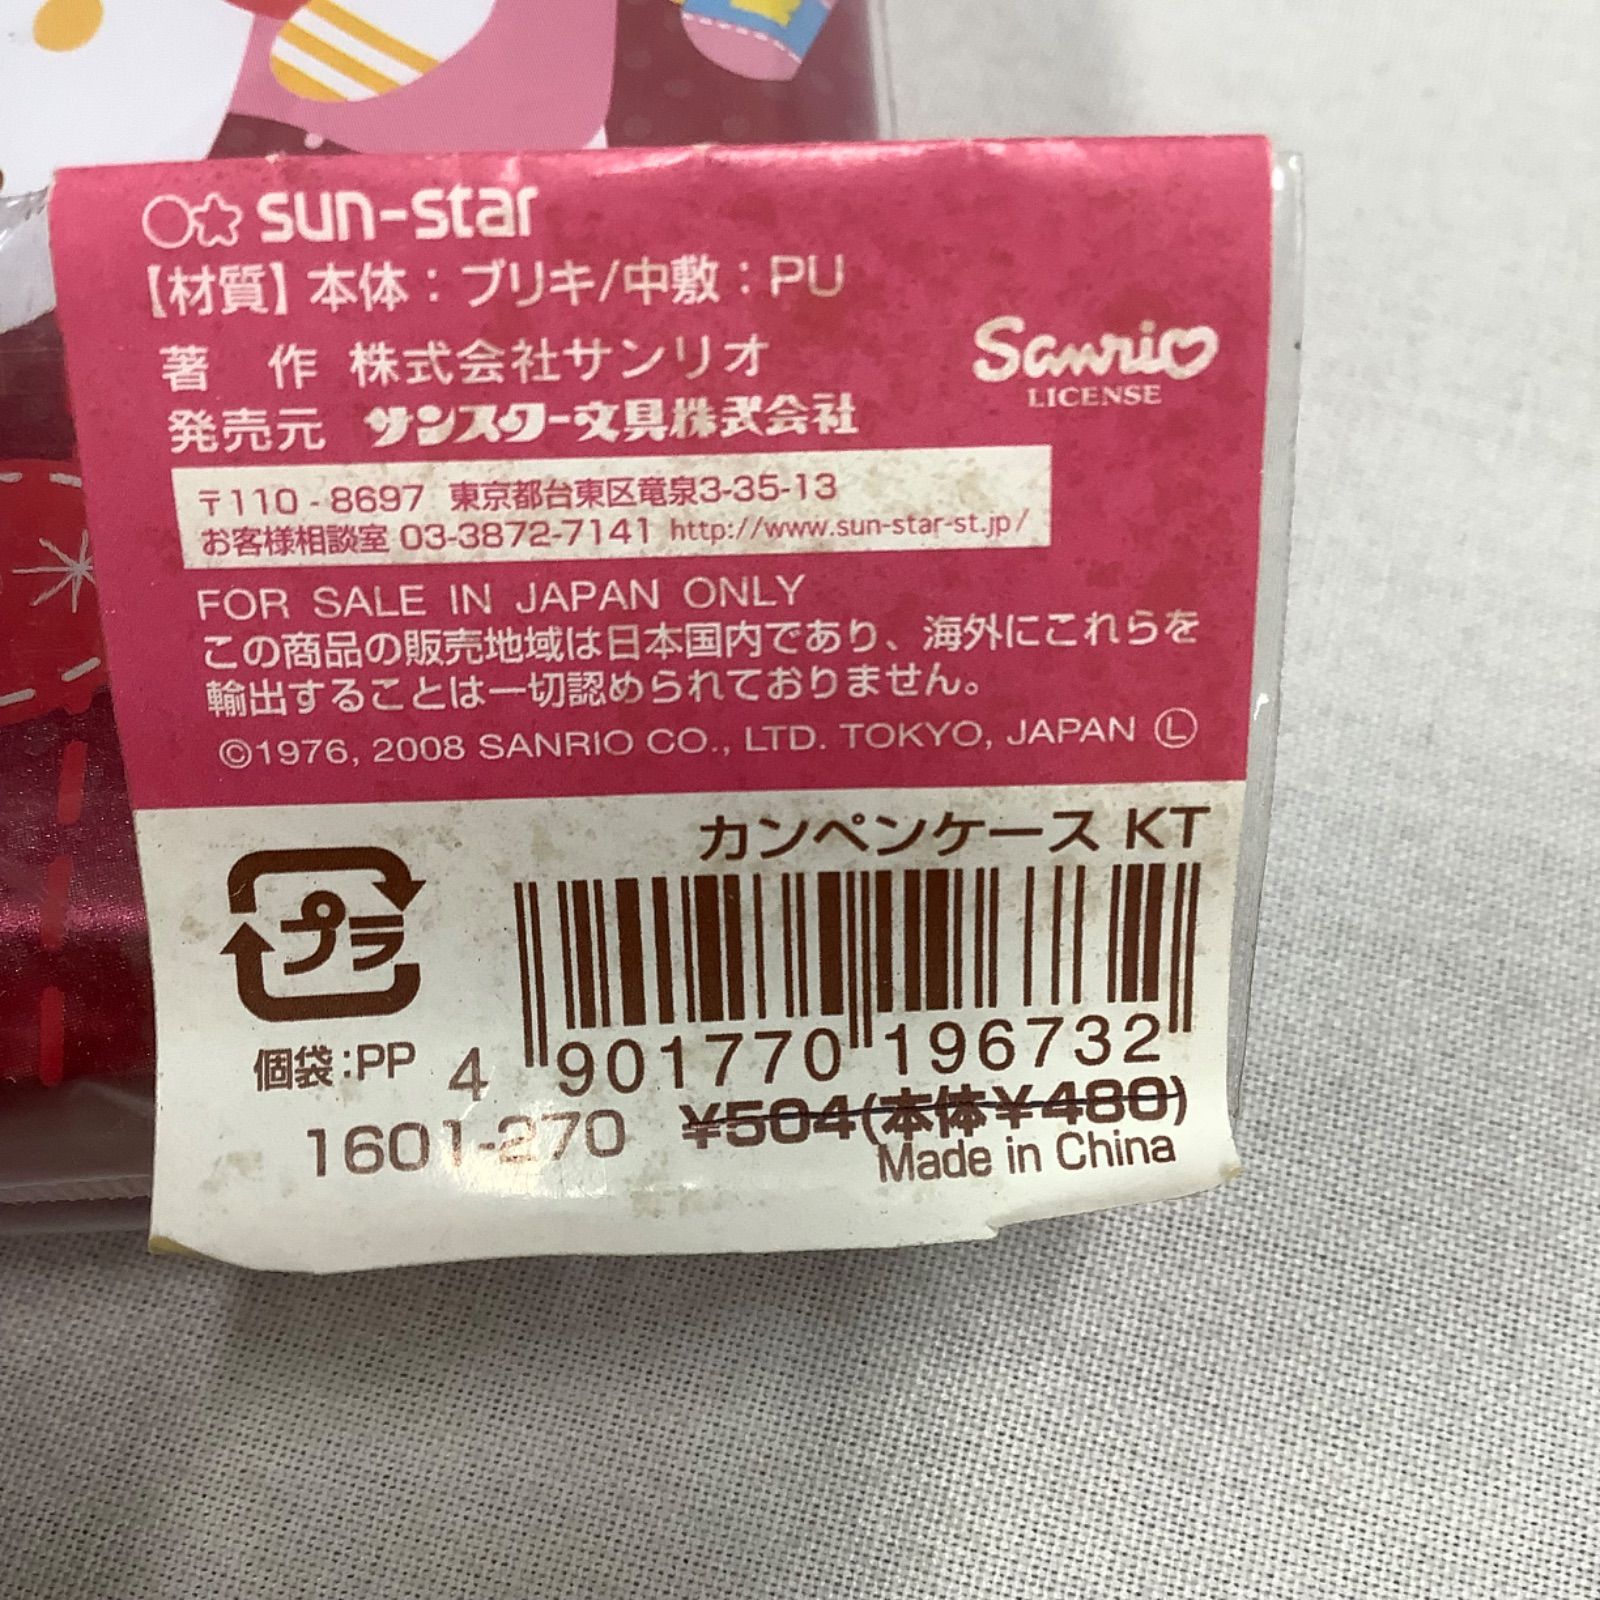 ○☆ sun-star
【材質】本体：ブリキ/中敷：PU
著　作　株式会社サンリオ
Sanrio
LICENSE
発売元　サンスター文具株式会社
〒110-8697 東京都台東区竜泉3-35-13
お客様相談室 03-3872-7141 http://www.sun-star-st.jp/
FOR SALE IN JAPAN ONLY
この商品の販売地域は日本国内であり、海外にこれらを
輸出することは一切認められておりません。
©1976, 2008 SANRIO CO., LTD. TOKYO, JAPAN Ⓛ
カンペンケース KT
プラ
個袋:PP
4 901770 196732
1601-270 ¥504(本体¥480)
Made in China